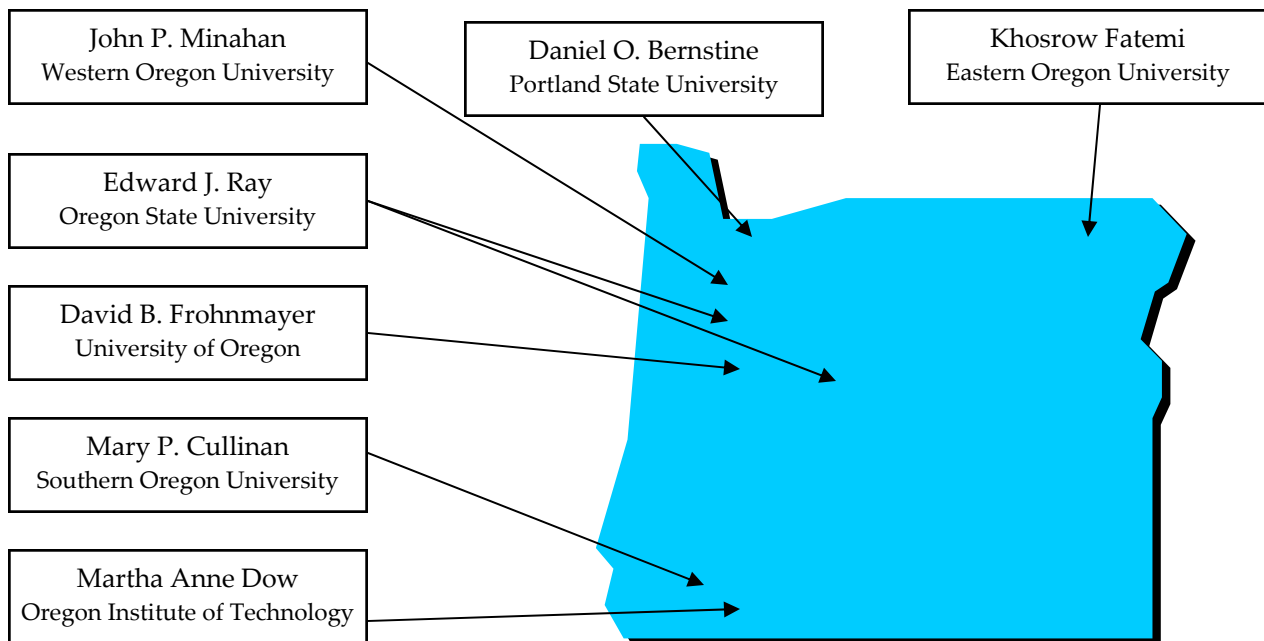 John P. Minahan
Western Oregon University
Daniel O. Bernstine
Portland State University
Khosrow Fatemi
Eastern Oregon University
Edward J. Ray
Oregon State University
David B. Frohnmayer
University of Oregon
Mary P. Cullinan
Southern Oregon University
Martha Anne Dow
Oregon Institute of Technology